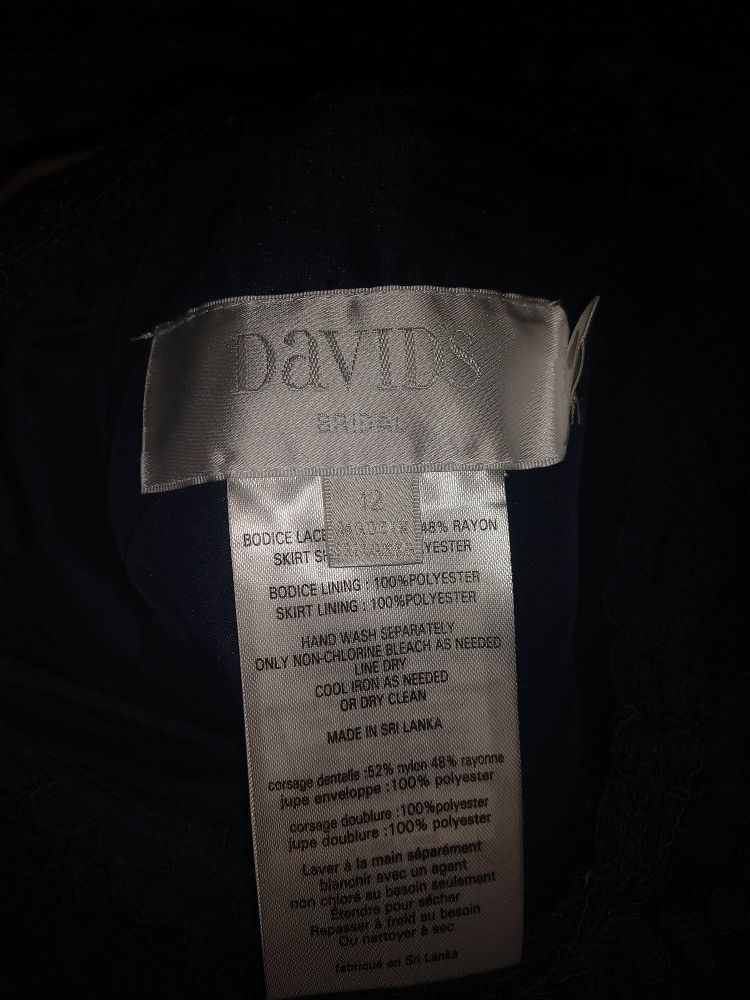 DaVID'S
BRIDAL
12
MADE IN
BODICE LACE 48% RAYON
SKIRT POLYESTER
BODICE LINING : 100%POLYESTER
SKIRT LINING : 100%POLYESTER
HAND WASH SEPARATELY
ONLY NON-CHLORINE BLEACH AS NEEDED
LINE DRY
COOL IRON AS NEEDED
OR DRY CLEAN
MADE IN SRI LANKA
corsage dentelle :52% nylon 48% rayonne
jupe enveloppe :100% polyester
corsage doublure :100%polyester
jupe doublure :100% polyester
Laver à la main séparément
blanchir avec un agent
non chloré au besoin seulement
Étendre pour sécher
Repasser à froid au besoin
Ou nettoyer à sec
fabriqué an Sri Lanka